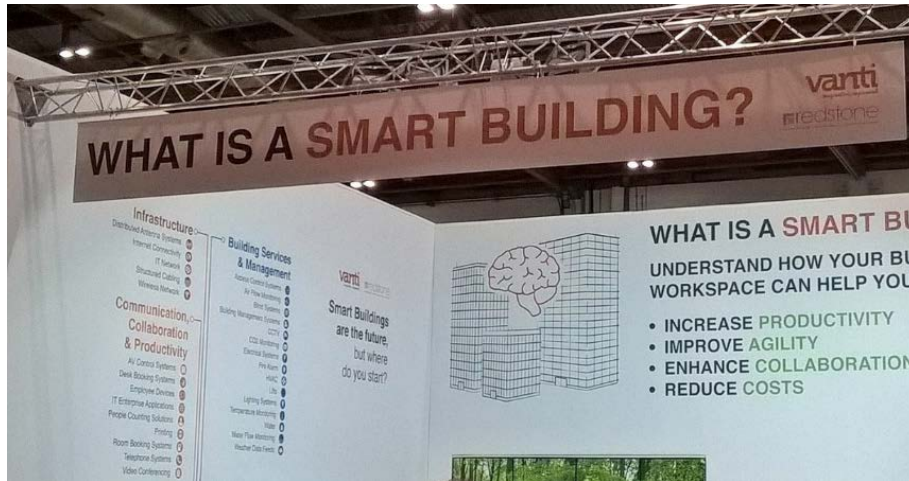 WHAT IS A SMART BUILDING?
vanti
redstone
Infrastructure
Distributed Antenna Systems
Internet Connectivity
IT Network
Structured Cabling
Wireless Network
Communication,
Collaboration
& Productivity
AV Control Systems
Desk Booking Systems
Employee Devices
IT Enterprise Applications
People Counting Solutions
Printing
Room Booking Systems
Telephone Systems
Video Conferencing
Building Services
& Management
Access Control Systems
Air Flow Monitoring
Blind Systems
Building Management Systems
CCTV
CO2 Monitoring
Electrical Systems
Fire Alarm
HVAC
Lifts
Lighting Systems
Temperature Monitoring
Water
Water Flow Monitoring
Weather Data Feeds
vanti redstone
Smart Buildings
are the future,
but where
do you start?
WHAT IS A SMART BU
UNDERSTAND HOW YOUR BU
WORKSPACE CAN HELP YOU
• INCREASE PRODUCTIVITY
• IMPROVE AGILITY
• ENHANCE COLLABORATION
• REDUCE COSTS